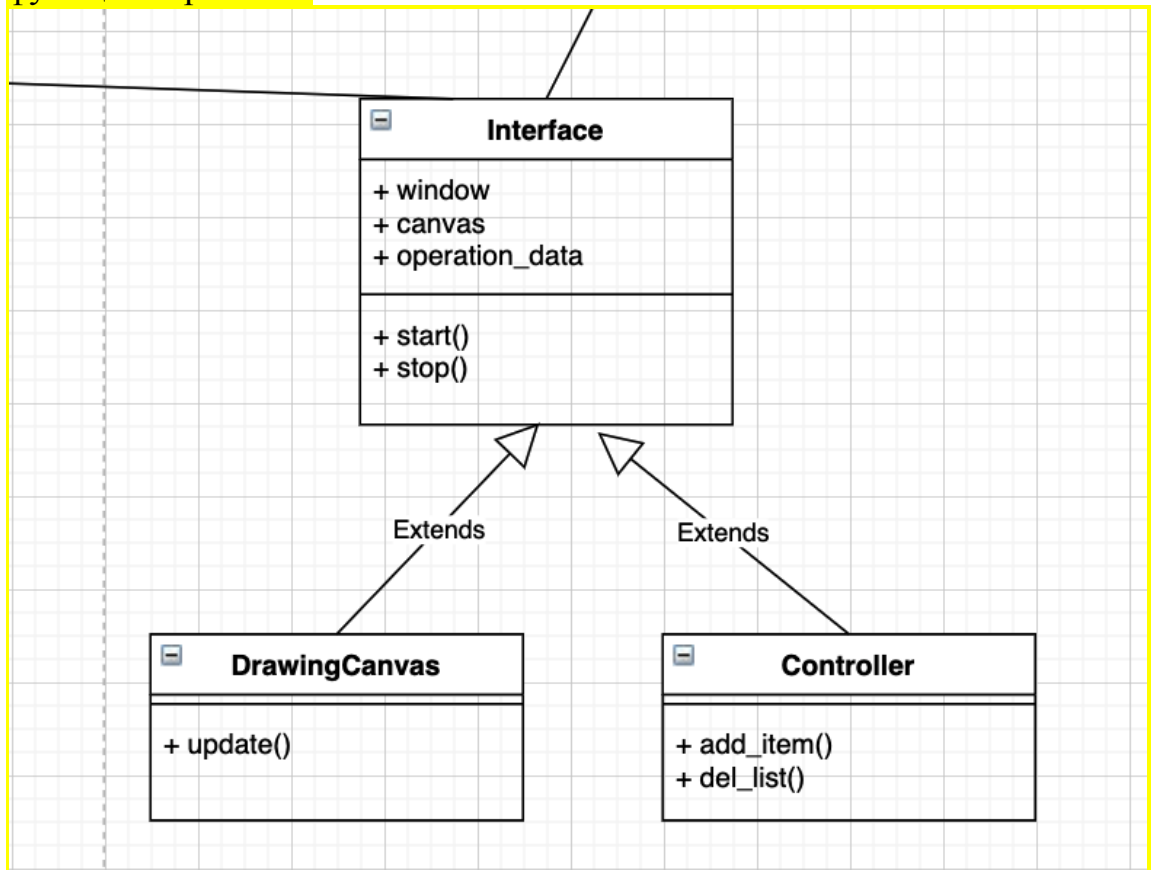 Interface
+ window
+ canvas
+ operation_data
+ start()
+ stop()
Extends
Extends
DrawingCanvas
+ update()
Controller
+ add_item()
+ del_list()